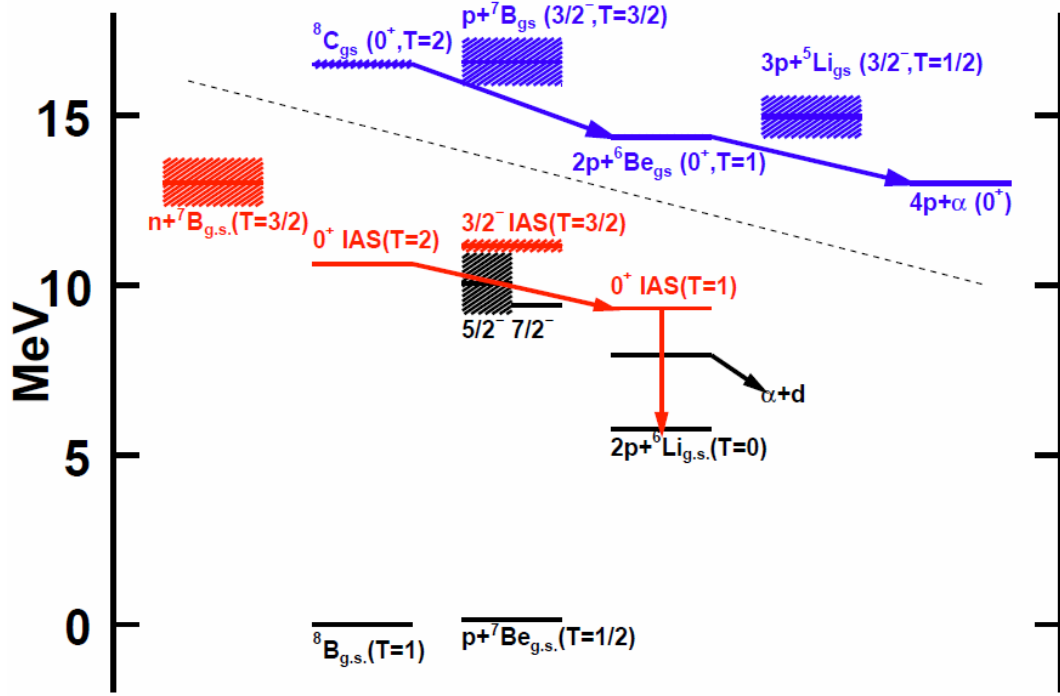 ⁸C_gs (0⁺,T=2)
p+⁷B_gs (3/2⁻,T=3/2)
3p+⁵Li_gs (3/2⁻,T=1/2)
15
2p+⁶Be_gs (0⁺,T=1)
4p+α (0⁺)
n+⁷B_g.s.(T=3/2)
0⁺ IAS(T=2)
3/2⁻ IAS(T=3/2)
10
0⁺ IAS(T=1)
5/2⁻ 7/2⁻
MeV
α+d
5
2p+⁶Li_g.s.(T=0)
0
⁸B_g.s.(T=1)
p+⁷Be_g.s.(T=1/2)